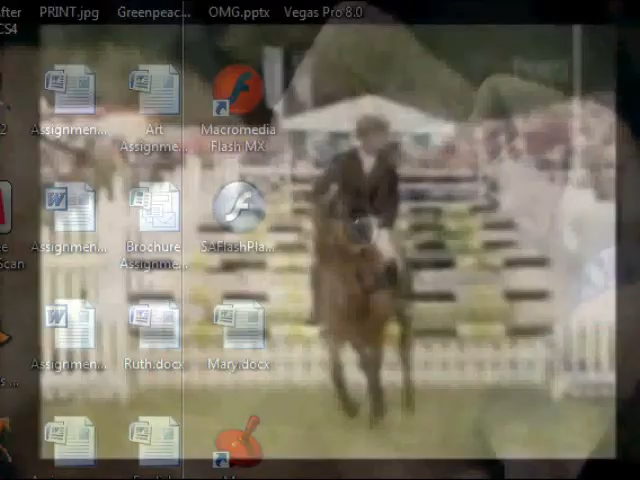 After
CS4
PRINT.jpg
Greenpeac...
OMG.pptx
Vegas Pro 8.0
Assignmen...
Art
Assignme...
Macromedia
Flash MX
Assignmen...
Brochure
Assignme...
SAFlashPla...
Scan
Assignmen...
Ruth.docx
Mary.docx